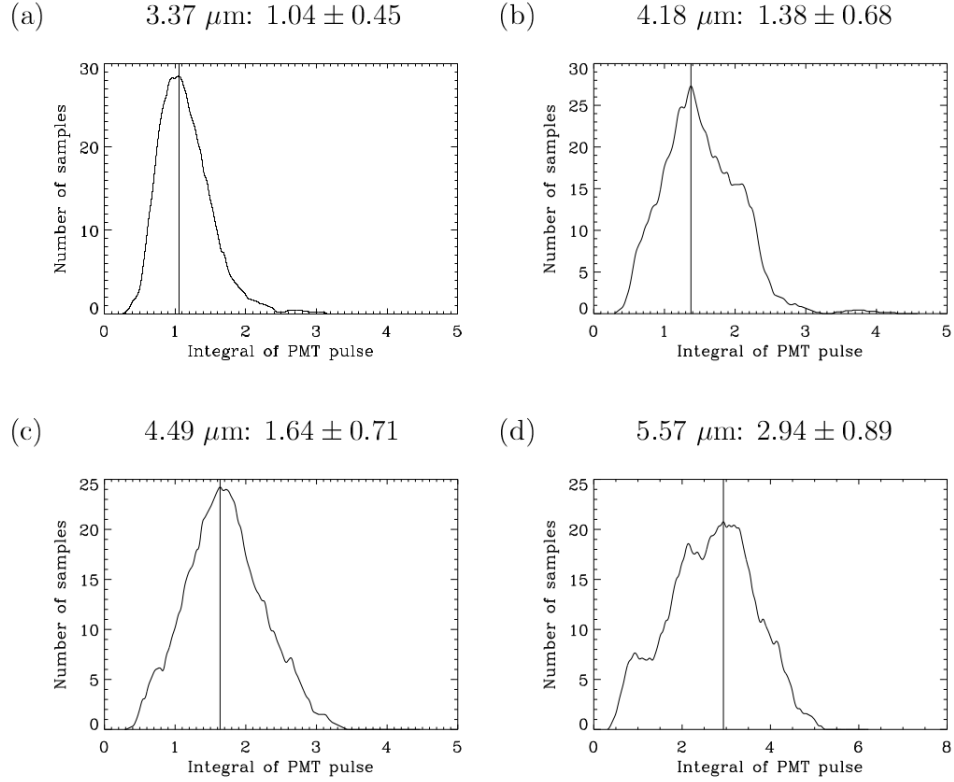 (a) 3.37 μm: 1.04 ± 0.45
30
20
10
0
Number of samples
0 1 2 3 4 5
Integral of PMT pulse
(b) 4.18 μm: 1.38 ± 0.68
30
25
20
15
10
5
0
Number of samples
0 1 2 3 4 5
Integral of PMT pulse
(c) 4.49 μm: 1.64 ± 0.71
25
20
15
10
5
0
Number of samples
0 1 2 3 4 5
Integral of PMT pulse
(d) 5.57 μm: 2.94 ± 0.89
25
20
15
10
5
0
Number of samples
0 2 4 6 8
Integral of PMT pulse